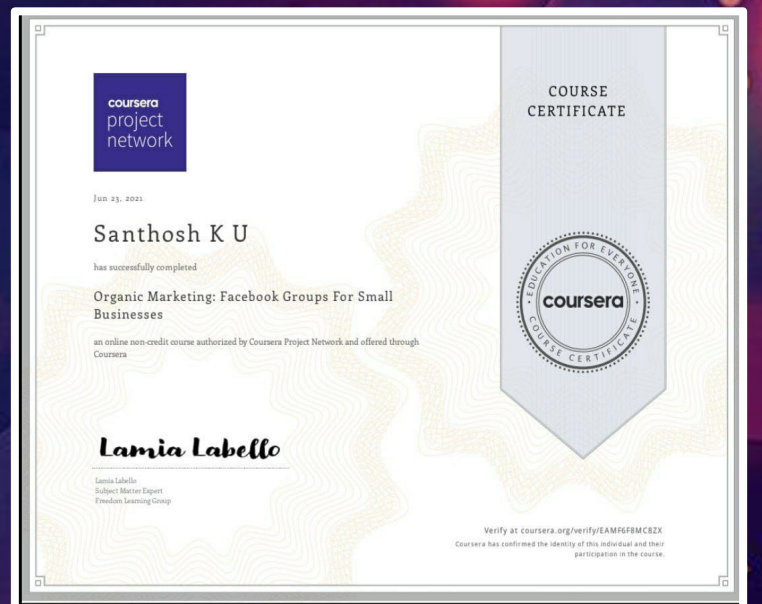 coursera
project
network
COURSE
CERTIFICATE
Jun 23, 2021
Santhosh K U
has successfully completed
Organic Marketing: Facebook Groups For Small
Businesses
an online non-credit course authorized by Coursera Project Network and offered through
Coursera
EDUCATION FOR EVERYONE
coursera
COURSE CERTIFICATE
Lamia Labello
Lamia Labello
Subject Matter Expert
Freedom Learning Group
Verify at coursera.org/verify/EAMF6F8MC8ZX
Coursera has confirmed the identity of this individual and their
participation in the course.